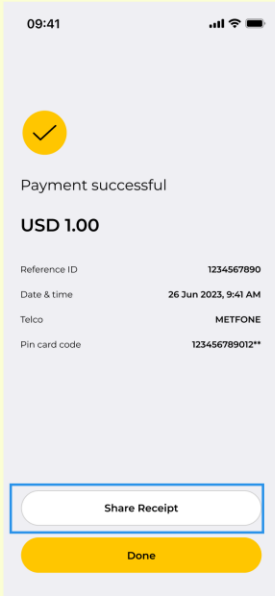 09:41
Payment successful
USD 1.00
Reference ID 1234567890
Date & time 26 Jun 2023, 9:41 AM
Telco METFONE
Pin card code 123456789012**
Share Receipt
Done